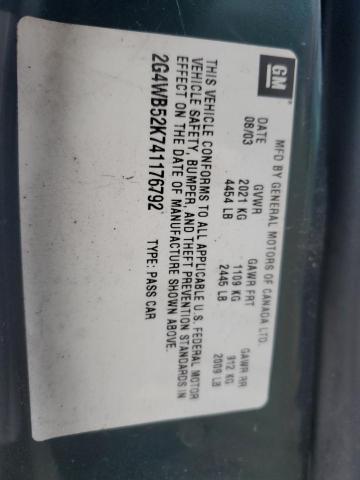 GM
MFD BY GENERAL MOTORS OF CANADA LTD.
DATE GVWR GAWR FRT GAWR RR
08/03 2021 KG 1109 KG 912 KG
4454 LB 2445 LB 2009 LB
THIS VEHICLE CONFORMS TO ALL APPLICABLE U.S. FEDERAL MOTOR
VEHICLE SAFETY, BUMPER, AND THEFT PREVENTION STANDARDS IN
EFFECT ON THE DATE OF MANUFACTURE SHOWN ABOVE.
2G4WB52K741176792 TYPE: PASS CAR